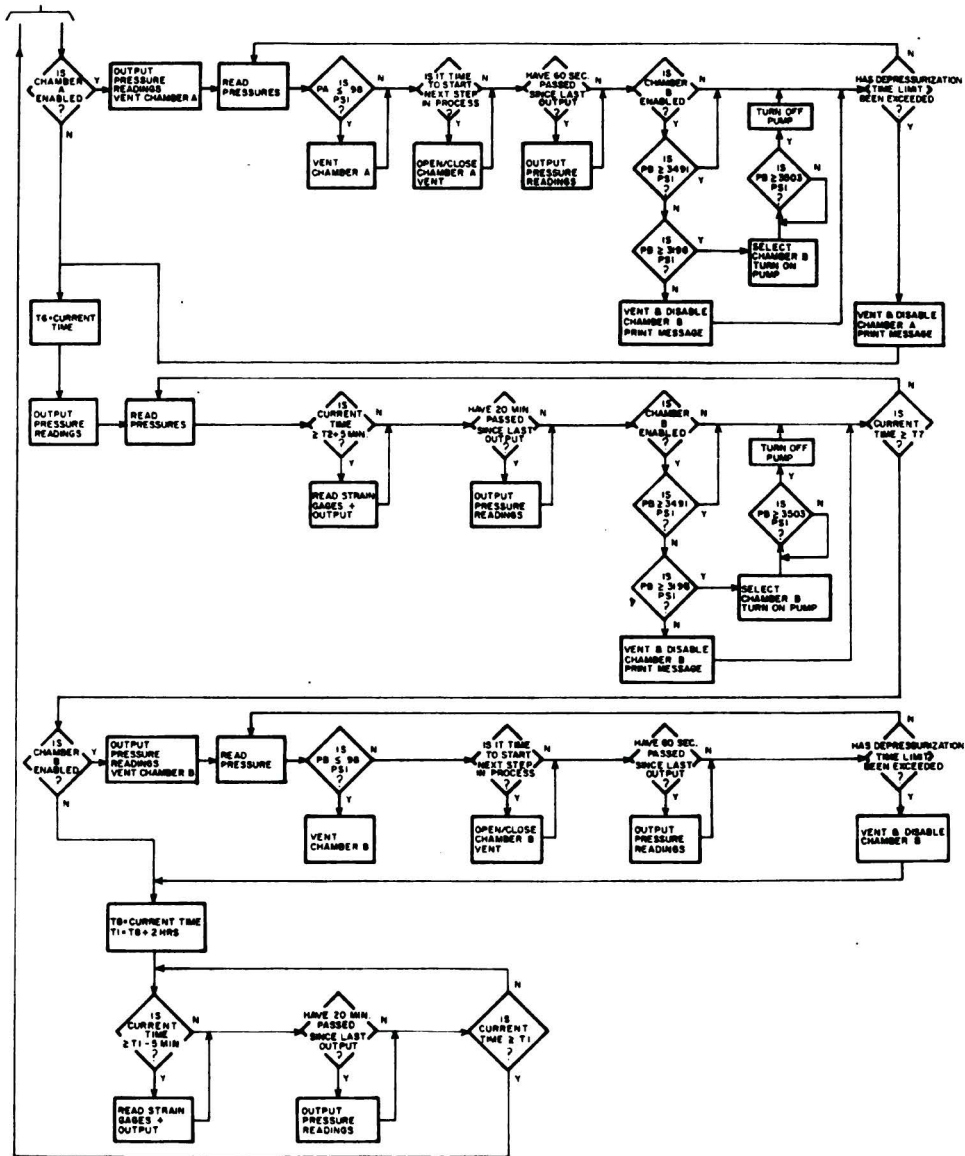 IS
CHAMBER
A
ENABLED
?
Y
N
OUTPUT
PRESSURE
READINGS
VENT CHAMBER A
READ
PRESSURES
IS
PA ≤ 98
PSI
?
N
Y
VENT
CHAMBER A
IS IT TIME
TO START
NEXT STEP
IN PROCESS
?
N
Y
OPEN/CLOSE
CHAMBER A
VENT
HAVE 60 SEC.
PASSED
SINCE LAST
OUTPUT
?
N
Y
OUTPUT
PRESSURE
READINGS
IS
CHAMBER
B
ENABLED
?
N
Y
IS
PB ≥ 3491
PSI
?
Y
N
IS
PB ≥ 3198
PSI
?
Y
N
VENT & DISABLE
CHAMBER B
PRINT MESSAGE
TURN OFF
PUMP
Y
IS
PB ≥ 3503
PSI
?
N
SELECT
CHAMBER B
TURN ON
PUMP
N
HAS DEPRESSURIZATION
TIME LIMIT
BEEN EXCEEDED
?
Y
VENT & DISABLE
CHAMBER A
PRINT MESSAGE
T6=CURRENT
TIME
OUTPUT
PRESSURE
READINGS
READ
PRESSURES
IS
CURRENT
TIME
≥ T2+5 MIN.
?
N
Y
READ STRAIN
GAGES +
OUTPUT
HAVE 20 MIN.
PASSED
SINCE LAST
OUTPUT
?
N
Y
OUTPUT
PRESSURE
READINGS
IS
CHAMBER
B
ENABLED
?
N
Y
IS
PB ≥ 3491
PSI
?
Y
N
IS
PB ≥ 3198
PSI
?
Y
N
VENT & DISABLE
CHAMBER B
PRINT MESSAGE
TURN OFF
PUMP
Y
IS
PB ≥ 3503
PSI
?
N
SELECT
CHAMBER B
TURN ON PUMP
N
IS
CURRENT
TIME ≥ T7
?
Y
IS
CHAMBER
B
ENABLED
?
Y
N
OUTPUT
PRESSURE
READINGS
VENT CHAMBER B
READ
PRESSURE
IS
PB ≤ 98
PSI
?
N
Y
VENT
CHAMBER B
IS IT TIME
TO START
NEXT STEP
IN PROCESS
?
N
Y
OPEN/CLOSE
CHAMBER B
VENT
HAVE 60 SEC.
PASSED
SINCE LAST
OUTPUT
?
N
Y
OUTPUT
PRESSURE
READINGS
N
HAS DEPRESSURIZATION
TIME LIMIT
BEEN EXCEEDED
?
Y
VENT & DISABLE
CHAMBER B
T8=CURRENT TIME
T1=T8+2 HRS
IS
CURRENT
TIME
≥T1-5 MIN
?
N
Y
READ STRAIN
GAGES +
OUTPUT
HAVE 20 MIN.
PASSED
SINCE LAST
OUTPUT
?
N
Y
OUTPUT
PRESSURE
READINGS
N
IS
CURRENT
TIME ≥ T1
?
Y